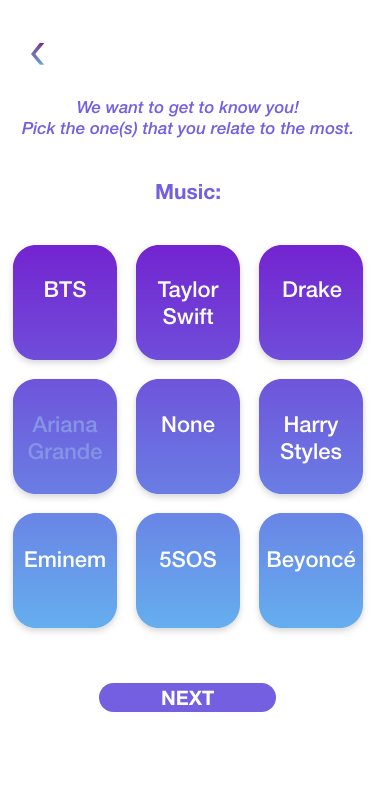 We want to get to know you!
Pick the one(s) that you relate to the most.
Music:
BTS
Taylor
Swift
Drake
Ariana
Grande
None
Harry
Styles
Eminem
5SOS
Beyoncé
NEXT